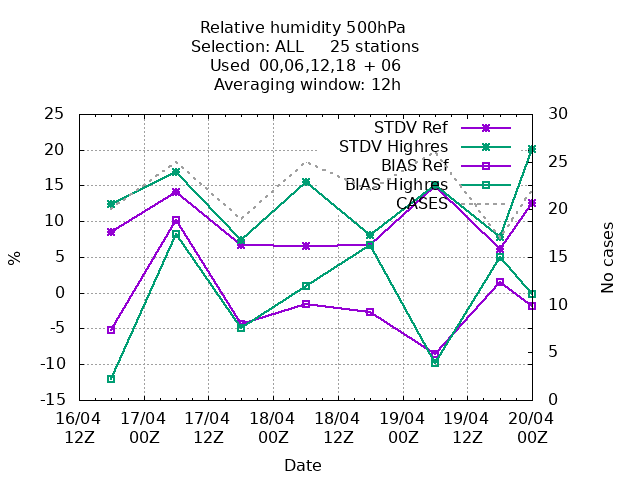 Relative humidity 500hPa
Selection: ALL 25 stations
Used 00,06,12,18 + 06
Averaging window: 12h
25
20
15
10
5
0
-5
-10
-15
%
30
25
20
15
10
5
0
No cases
STDV Ref
STDV Highres
BIAS Ref
BIAS Highres
CASES
16/04 17/04 17/04 18/04 18/04 19/04 19/04 20/04
12Z 00Z 12Z 00Z 12Z 00Z 12Z 00Z
Date